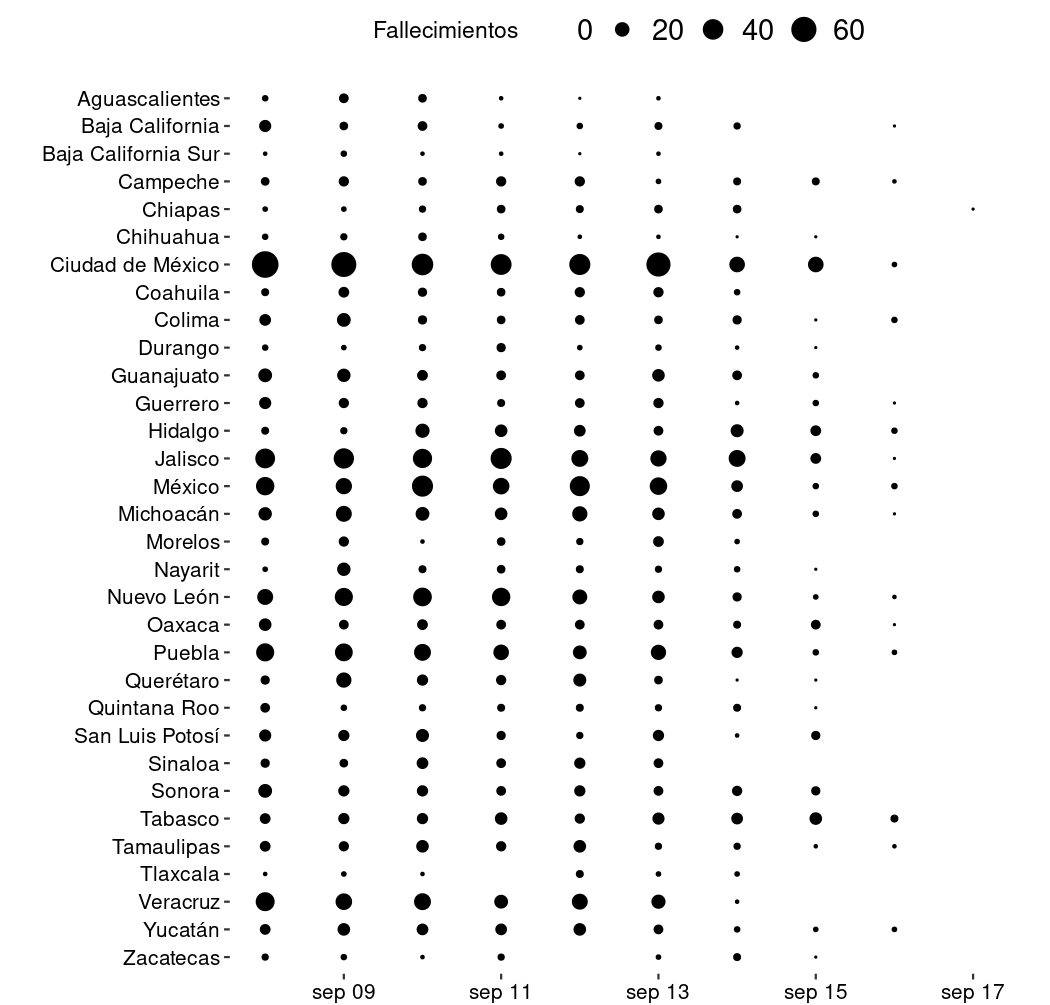 Fallecimientos 0 20 40 60
Aguascalientes
Baja California
Baja California Sur
Campeche
Chiapas
Chihuahua
Ciudad de México
Coahuila
Colima
Durango
Guanajuato
Guerrero
Hidalgo
Jalisco
México
Michoacán
Morelos
Nayarit
Nuevo León
Oaxaca
Puebla
Querétaro
Quintana Roo
San Luis Potosí
Sinaloa
Sonora
Tabasco
Tamaulipas
Tlaxcala
Veracruz
Yucatán
Zacatecas
sep 09 sep 11 sep 13 sep 15 sep 17